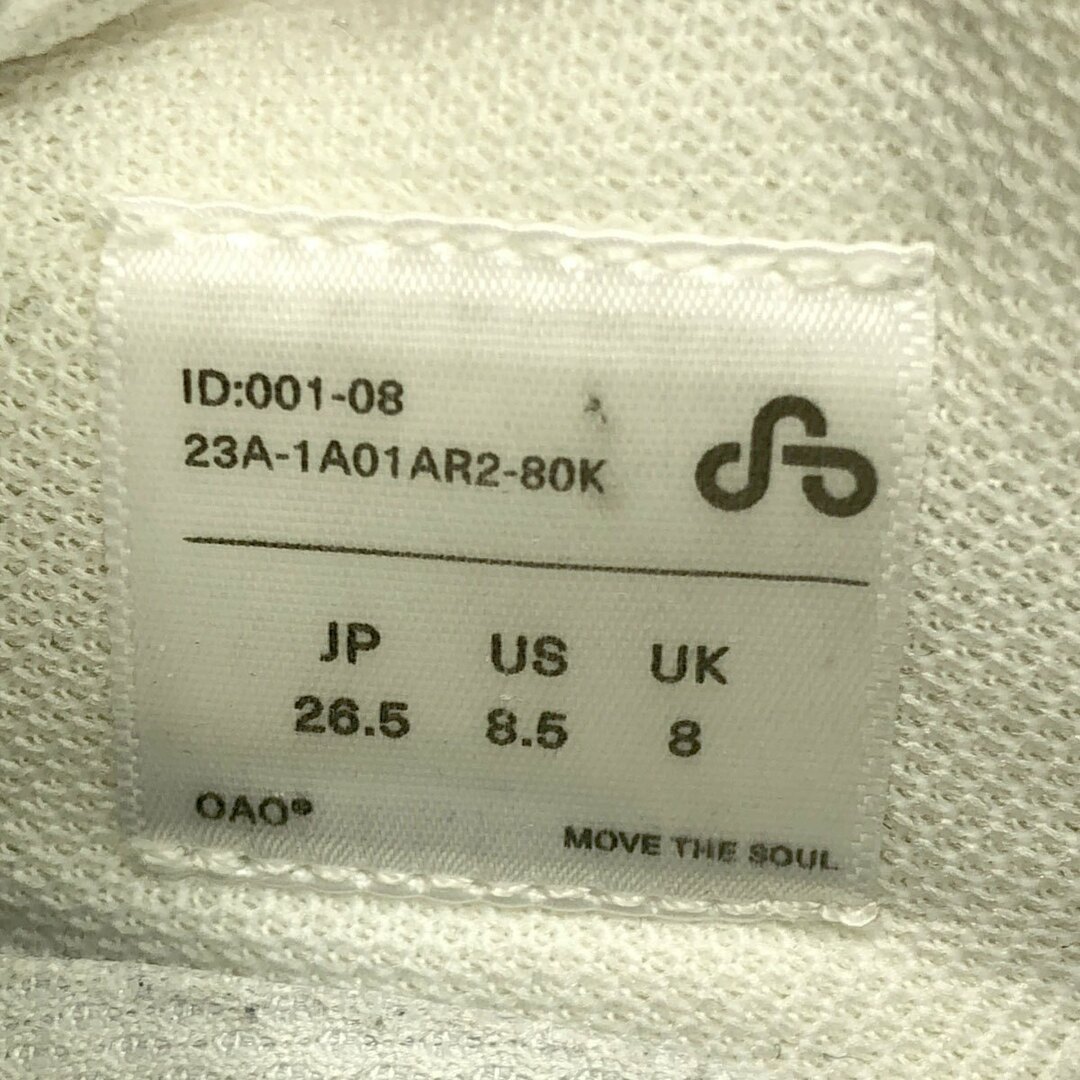 ID:001-08
23A-1A01AR2-80K
JP US UK
26.5 8.5 8
OAO®
MOVE THE SOUL